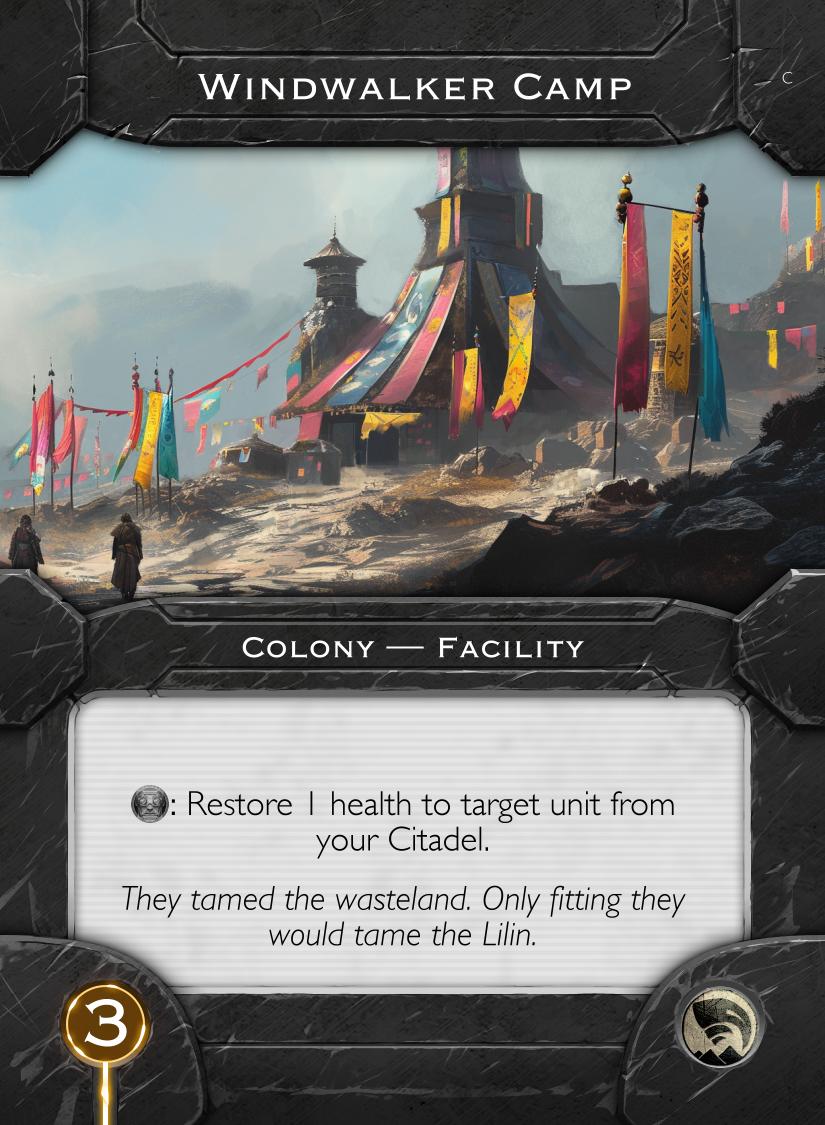 Windwalker Camp
C
Colony — Facility
: Restore 1 health to target unit from
your Citadel.
They tamed the wasteland. Only fitting they
would tame the Lilin.
3